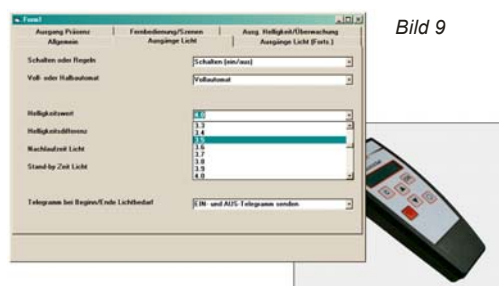 Form1
Bild 9
Ausgang Präsenz
Fernbedienung/Szenen
Ausg. Helligkeit/Überwachung
Allgemein
Ausgänge Licht
Ausgänge Licht (Forts.)
Schalten oder Regeln
Schalten (ein/aus)
Voll- oder Halbautomat
Vollautomat
Helligkeitswert
4.0
3.3
Helligkeitsdifferenz
3.4
3.5
Nachlaufzeit Licht
3.6
3.7
Stand-by Zeit Licht
3.8
3.9
4.0
Telegramm bei Beginn/Ende Lichtbedarf
EIN- und AUS-Telegramm senden